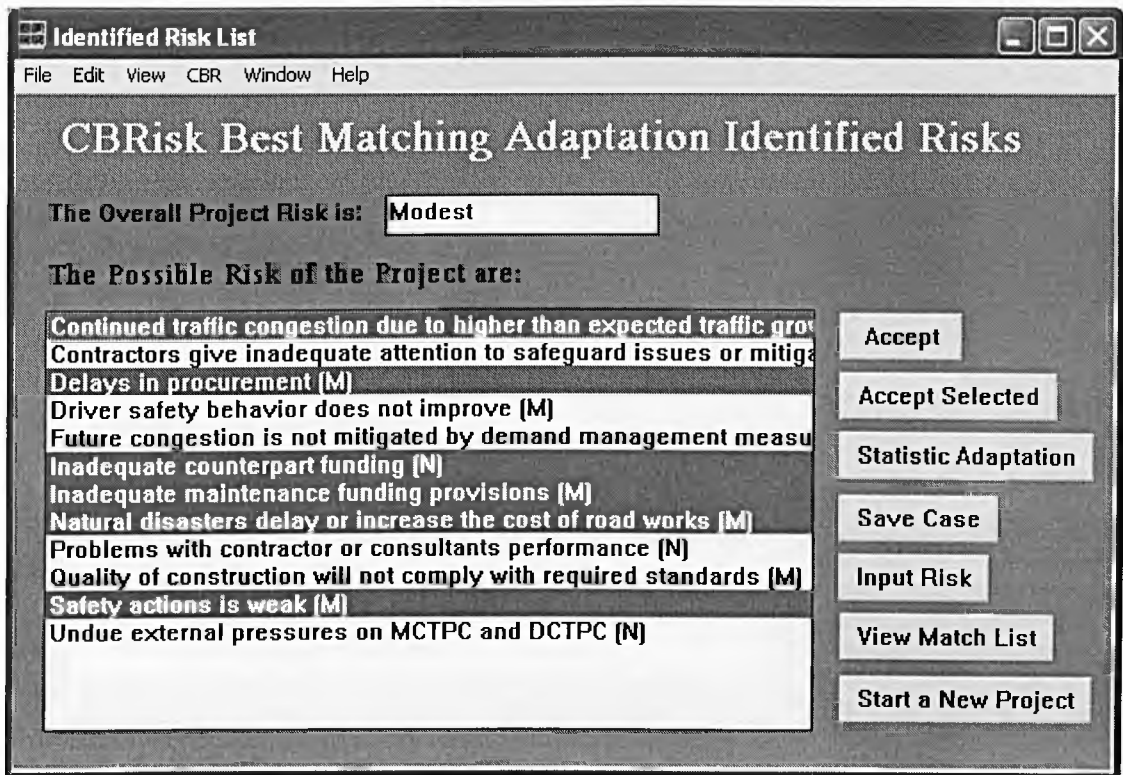 Identified Risk List
File Edit View CBR Window Help
CBRisk Best Matching Adaptation Identified Risks
The Overall Project Risk is: Modest
The Possible Risk of the Project are:
Continued traffic congestion due to higher than expected traffic grov
Contractors give inadequate attention to safeguard issues or mitiga
Delays in procurement (M)
Driver safety behavior does not improve (M)
Future congestion is not mitigated by demand management measu
Inadequate counterpart funding (N)
Inadequate maintenance funding provisions (M)
Natural disasters delay or increase the cost of road works (M)
Problems with contractor or consultants performance (N)
Quality of construction will not comply with required standards (M)
Safety actions is weak (M)
Undue external pressures on MCTPC and DCTPC (N)
Accept
Accept Selected
Statistic Adaptation
Save Case
Input Risk
View Match List
Start a New Project